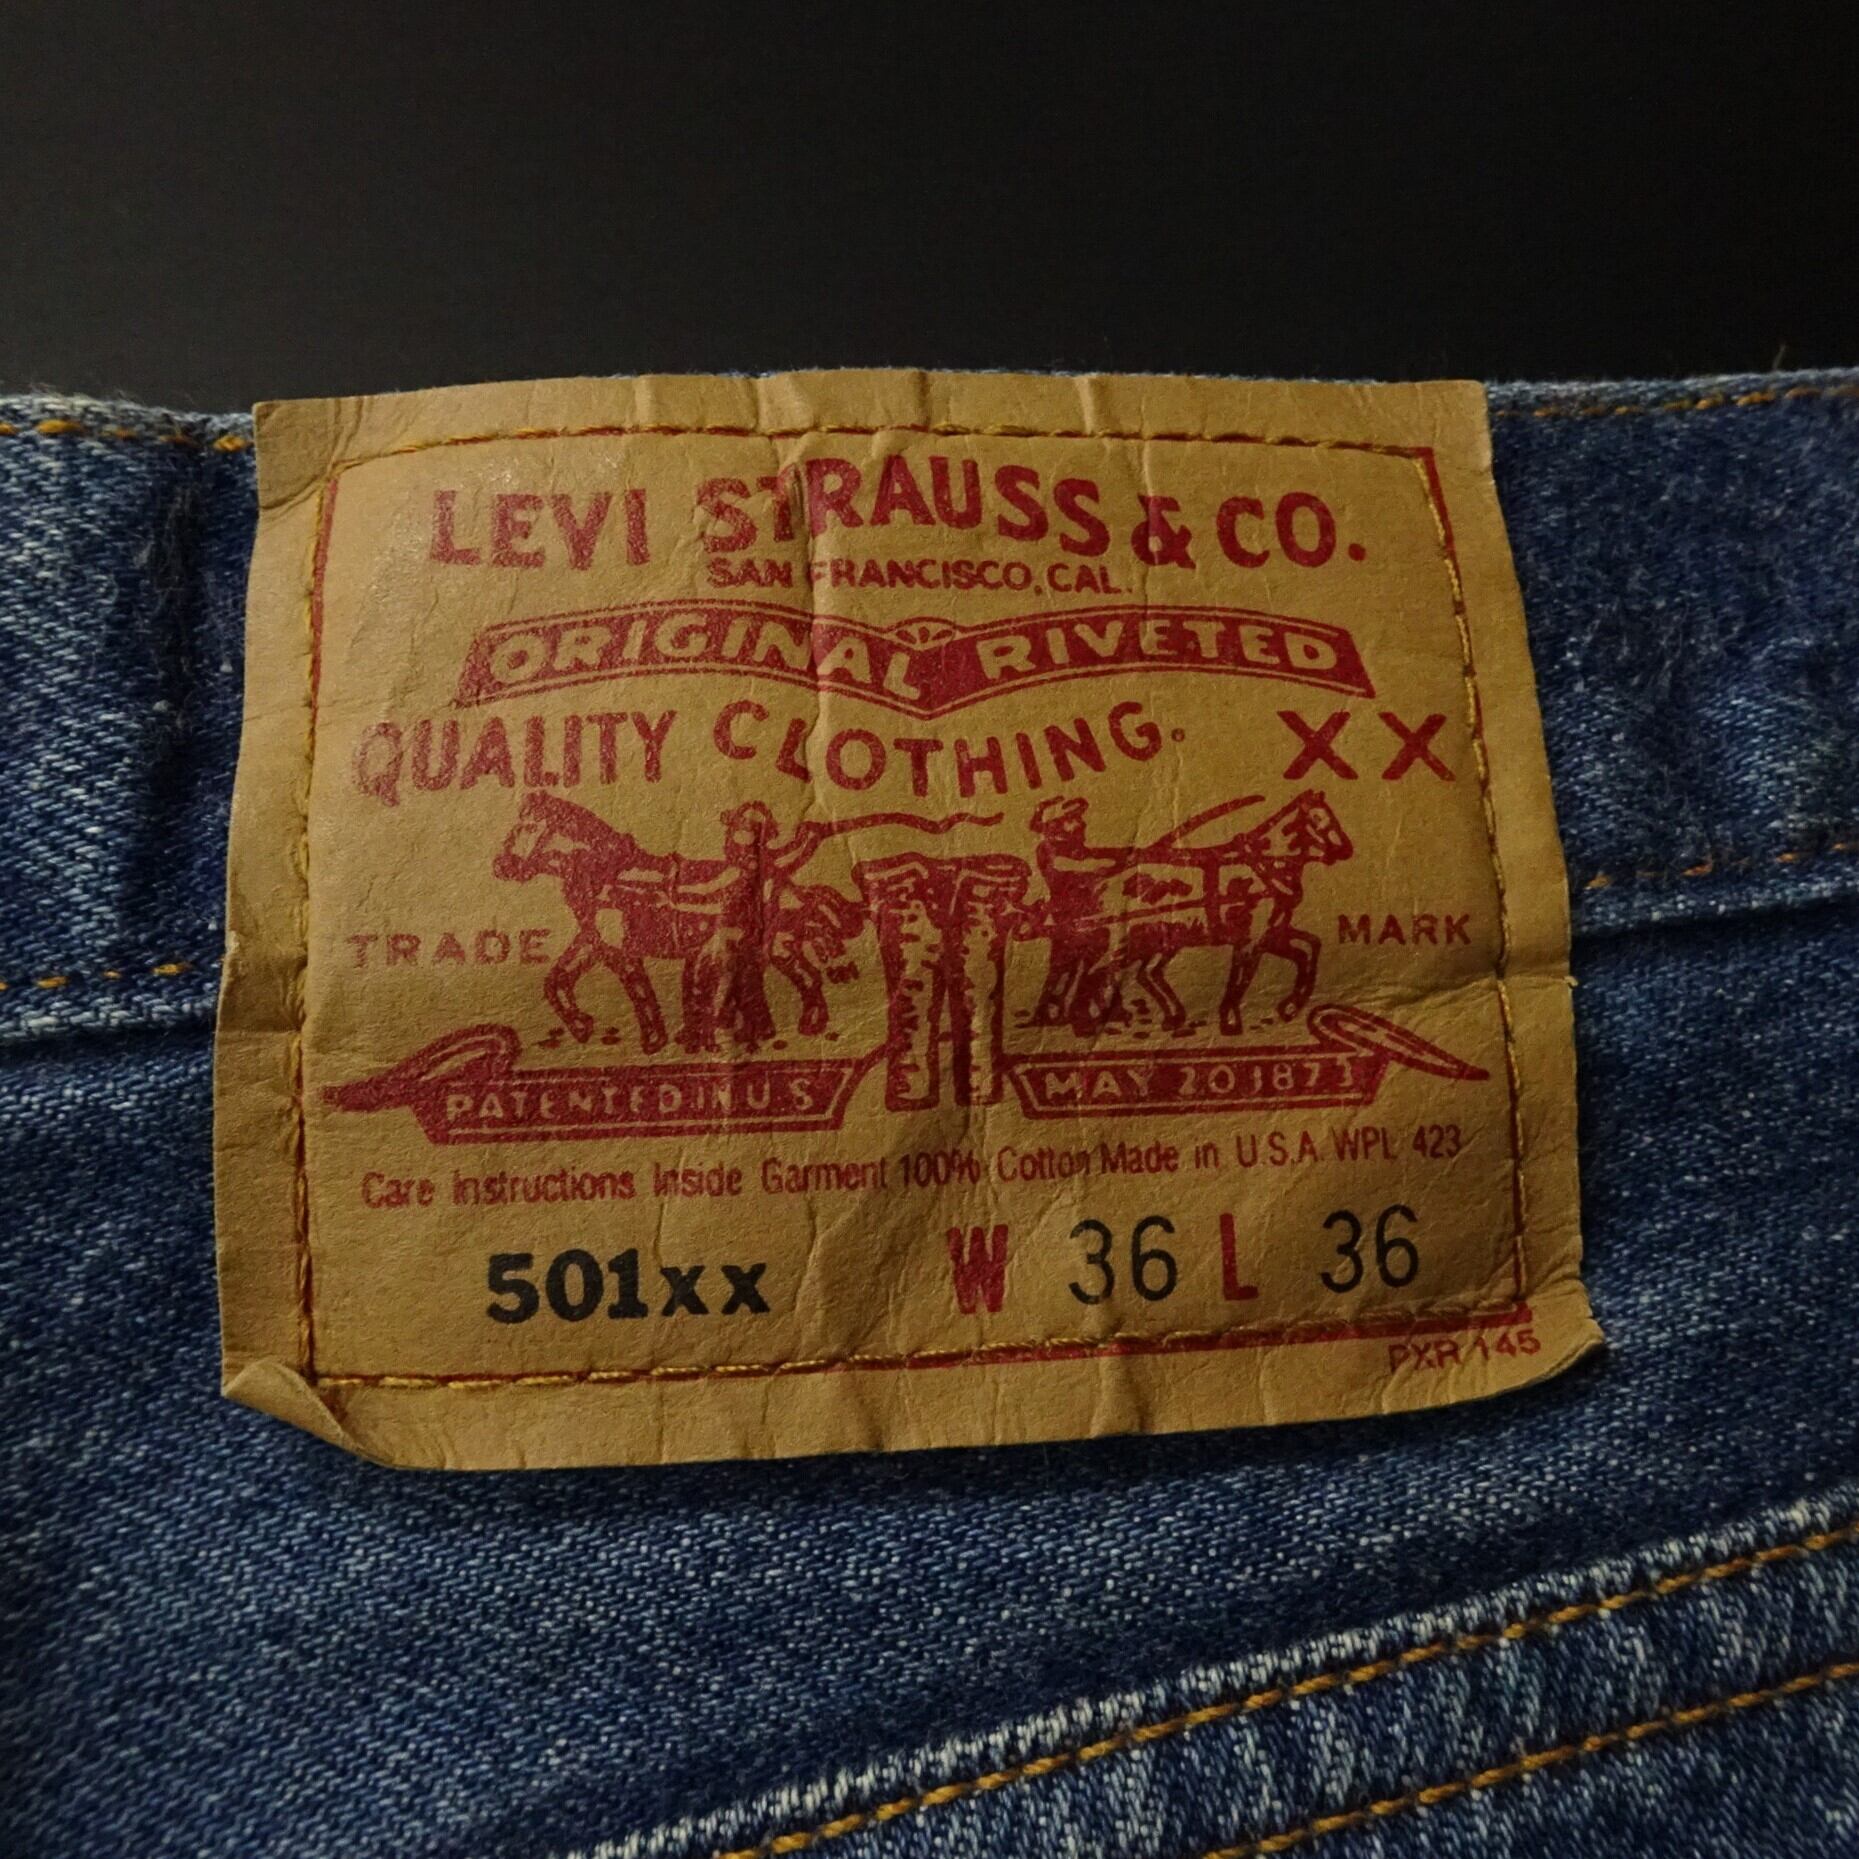 LEVI STRAUSS & CO.
SAN FRANCISCO, CAL.
ORIGINAL RIVETED
QUALITY CLOTHING. XX
TRADE MARK
PATENTED IN U S MAY 20 1873
Care Instructions Inside Garment 100% Cotton Made in U.S.A. WPL 423
501xx W 36 L 36
PXR 145